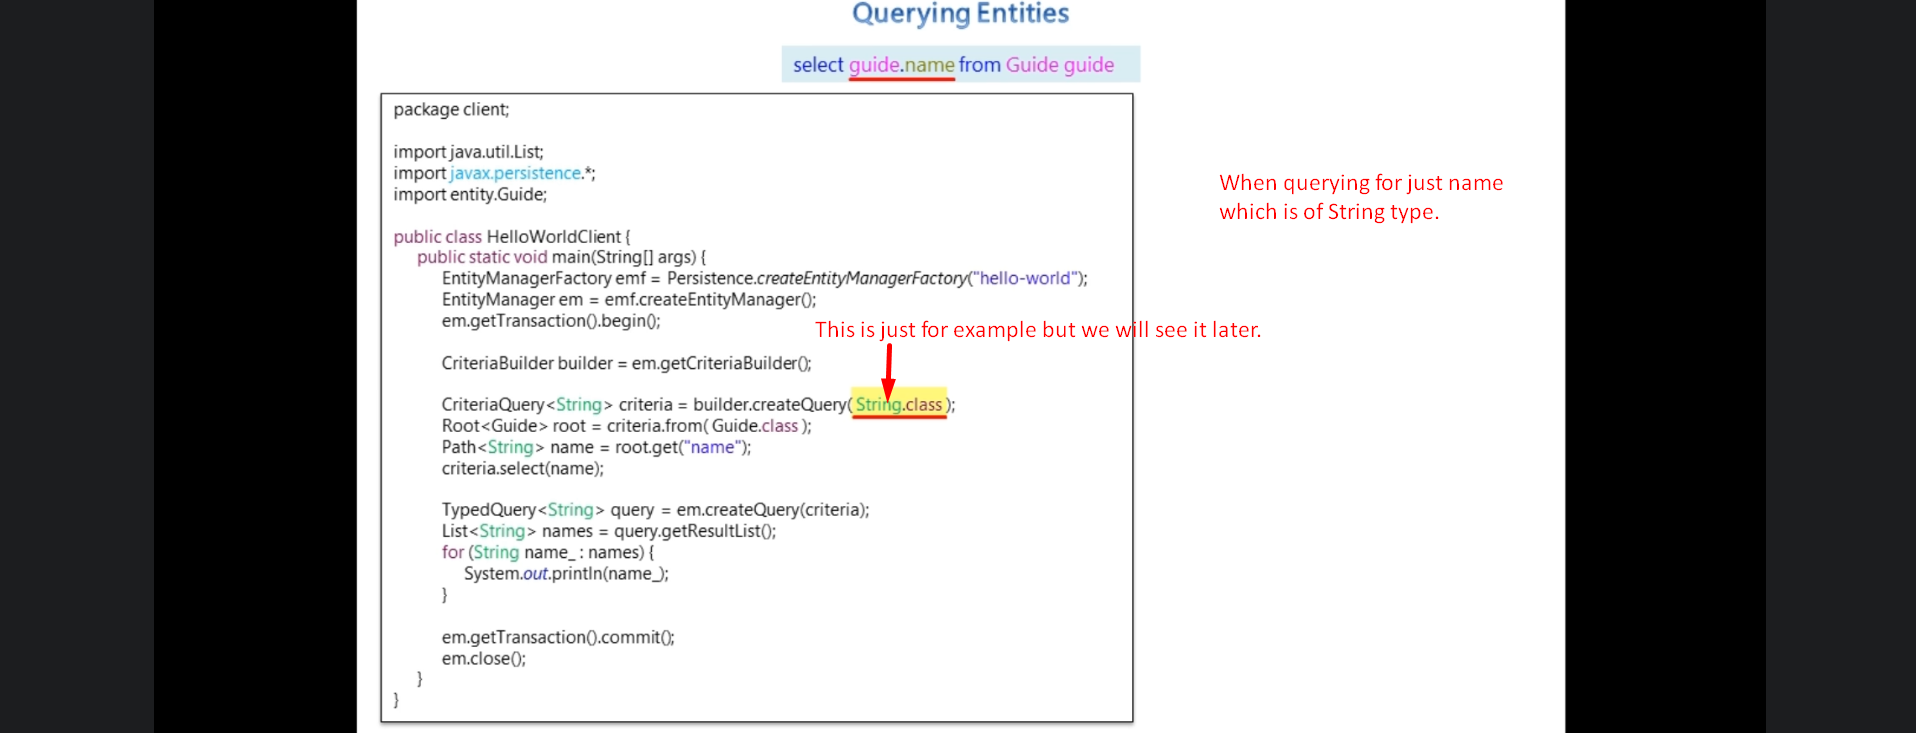 Querying Entities
select guide.name from Guide guide
package client;
import java.util.List;
import javax.persistence.*;
import entity.Guide;
When querying for just name
which is of String type.
public class HelloWorldClient {
public static void main(String[] args) {
EntityManagerFactory emf = Persistence.createEntityManagerFactory("hello-world");
EntityManager em = emf.createEntityManager();
em.getTransaction().begin();
This is just for example but we will see it later.
CriteriaBuilder builder = em.getCriteriaBuilder();
CriteriaQuery<String> criteria = builder.createQuery( String.class );
Root<Guide> root = criteria.from( Guide.class );
Path<String> name = root.get("name");
criteria.select(name);
TypedQuery<String> query = em.createQuery(criteria);
List<String> names = query.getResultList();
for (String name_ : names) {
System.out.println(name_);
}
em.getTransaction().commit();
em.close();
}
}